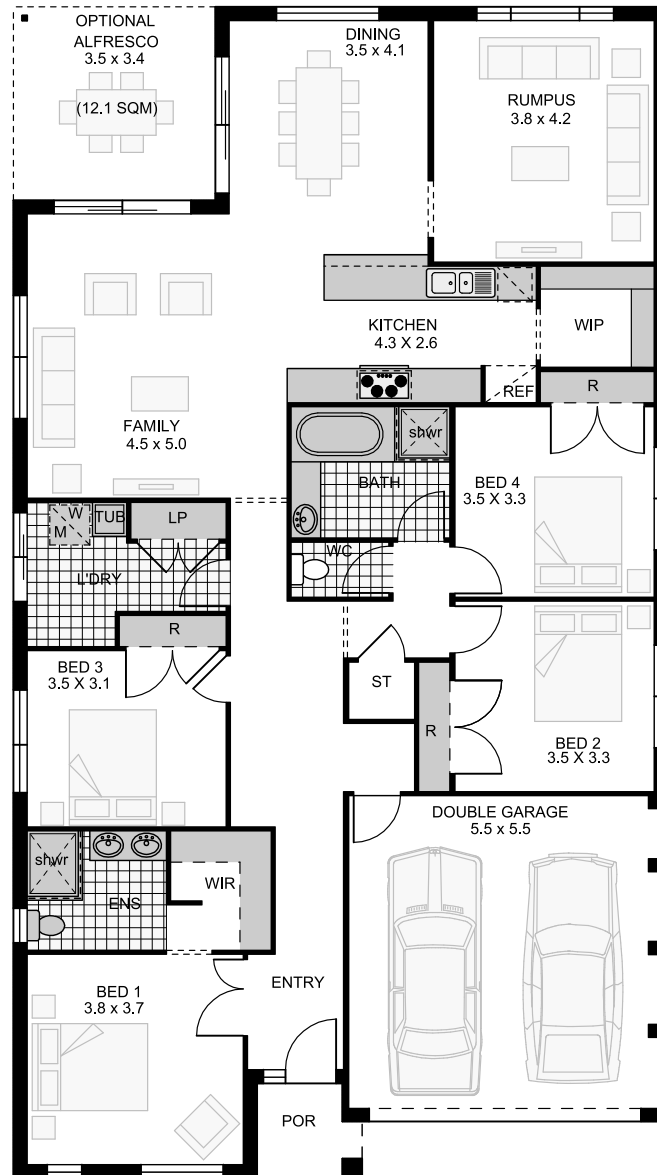 OPTIONAL
ALFRESCO
3.5 x 3.4
(12.1 SQM)
DINING
3.5 x 4.1
RUMPUS
3.8 x 4.2
KITCHEN
4.3 X 2.6
WIP
REF
R
FAMILY
4.5 x 5.0
shwr
BATH
BED 4
3.5 X 3.3
W
M
TUB
LP
L'DRY
WC
R
BED 3
3.5 X 3.1
ST
R
BED 2
3.5 X 3.3
DOUBLE GARAGE
5.5 x 5.5
shwr
WIR
ENS
BED 1
3.8 x 3.7
ENTRY
POR